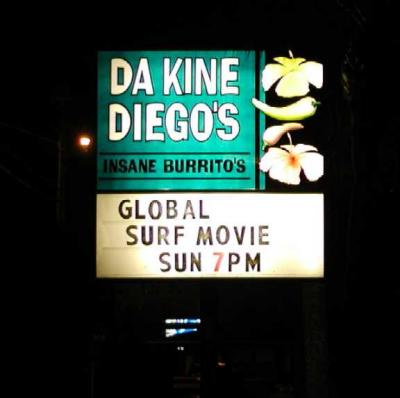 DA KINE
DIEGO'S
INSANE BURRITO'S
GLOBAL
SURF MOVIE
SUN 7PM